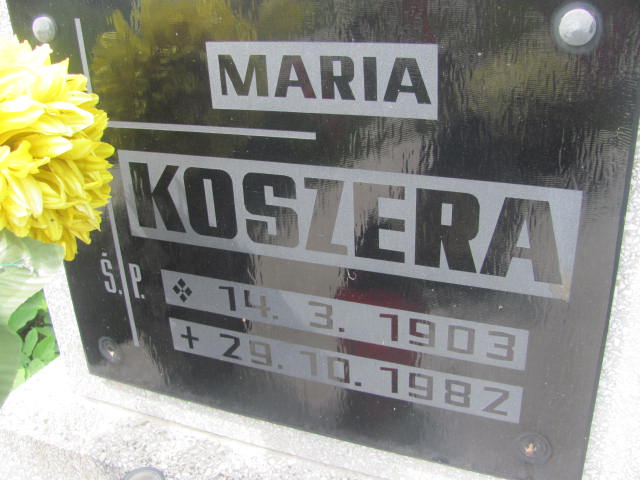 MARIA
KOSZERA
Ś.P.
14. 3. 1903
+ 29. 10. 1982